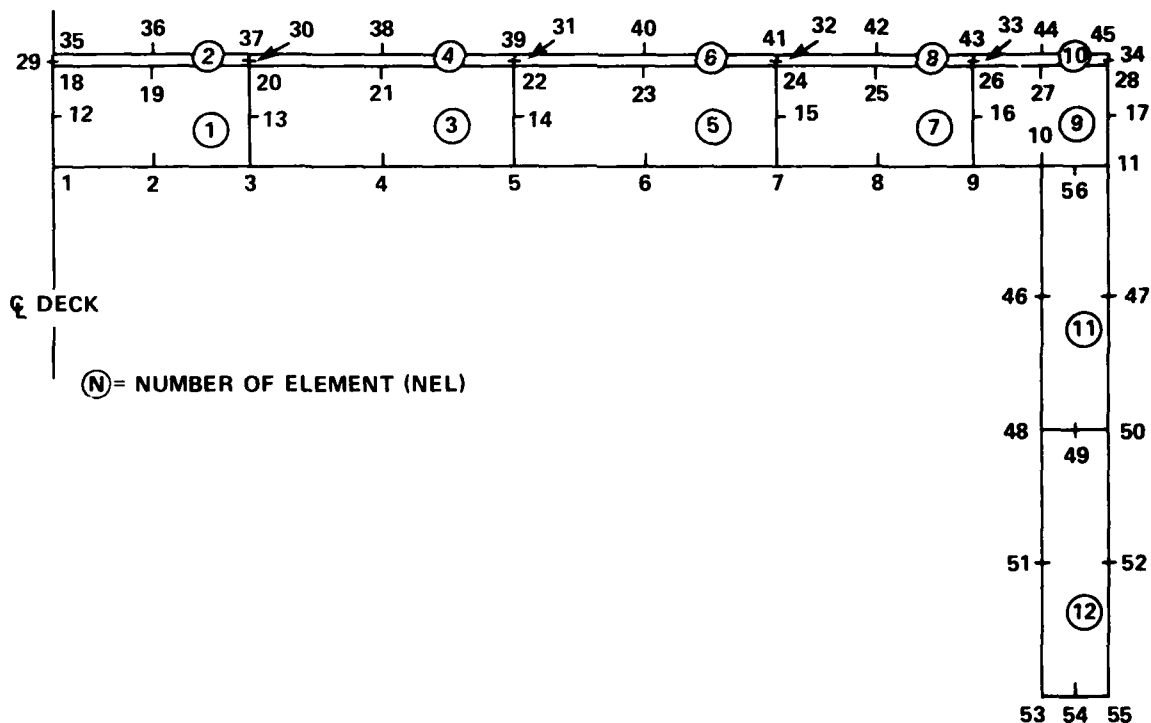 35 36 37 30 38 39 31 40 41 32 42 43 33 44 45
29 2 4 6 8 10 34
18 19 20 21 22 23 24 25 26 27 28
12 13 14 15 16 17
1 3 5 7 10 9
1 2 3 4 5 6 7 8 9 11
56
46 47
℄ DECK
11
Ⓝ= NUMBER OF ELEMENT (NEL)
48 50
49
51 52
12
53 54 55